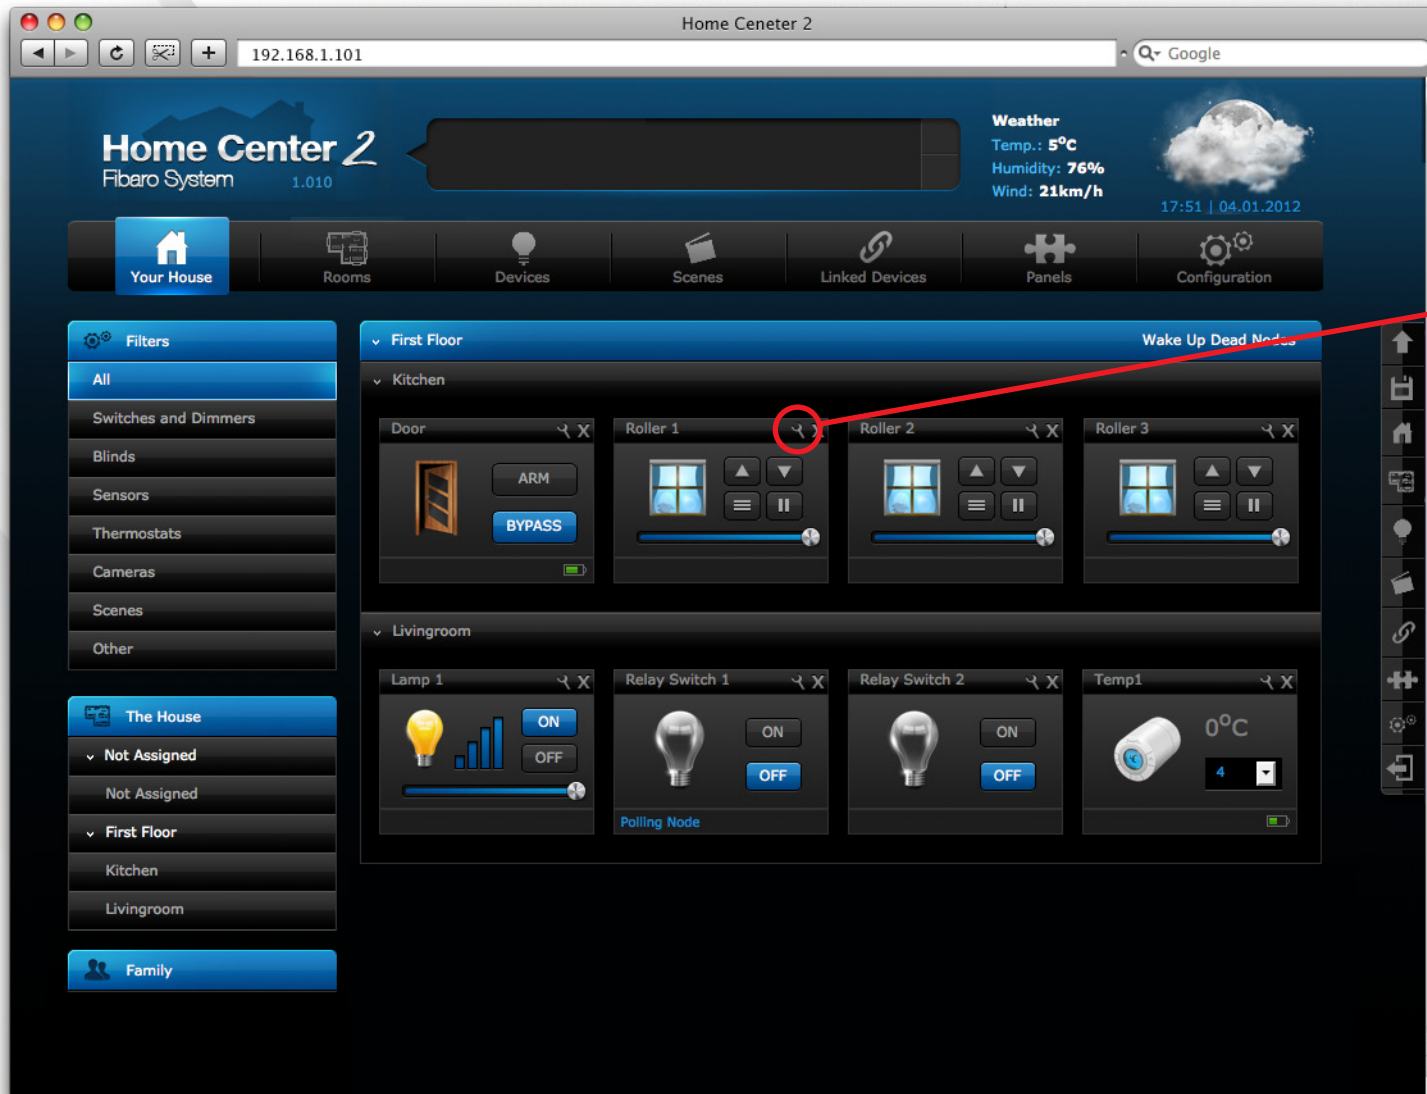 Home Ceneter 2
192.168.1.101
Google
Home Center 2
Fibaro System
1.010
Weather
Temp.: 5°C
Humidity: 76%
Wind: 21km/h
17:51 | 04.01.2012
Your House
Rooms
Devices
Scenes
Linked Devices
Panels
Configuration
Filters
All
Switches and Dimmers
Blinds
Sensors
Thermostats
Cameras
Scenes
Other
The House
Not Assigned
Not Assigned
First Floor
Kitchen
Livingroom
Family
First Floor
Wake Up Dead Nodes
Kitchen
Door
X
ARM
BYPASS
Roller 1
X
Roller 2
X
Roller 3
X
Livingroom
Lamp 1
X
ON
OFF
Relay Switch 1
X
ON
OFF
Polling Node
Relay Switch 2
X
ON
OFF
Temp1
X
0°C
4